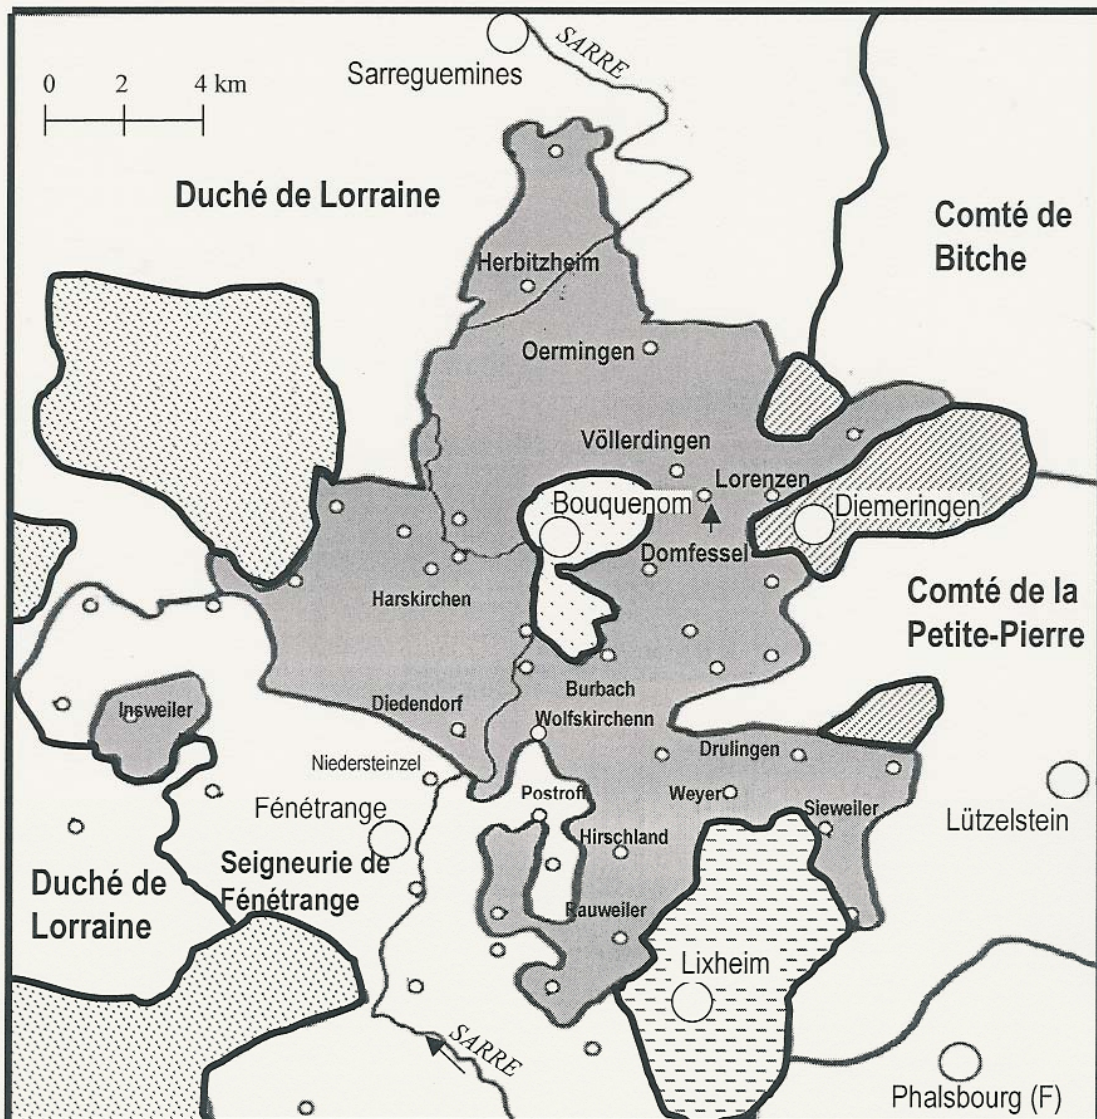 SARRE
Sarreguemines
0 2 4 km
Duché de Lorraine
Comté de
Bitche
Herbitzheim
Oermingen
Völlerdingen
Lorenzen
Bouquenom
Diemeringen
Domfessel
Harskirchen
Comté de la
Petite-Pierre
Burbach
Insweiler
Diedendorf
Wolfskirchenn
Drulingen
Niedersteinzel
Postroff
Weyer
Sieweiler
Fénétrange
Lützelstein
Hirschland
Seigneurie de
Fénétrange
Duché de
Lorraine
Rauweiler
Lixheim
SARRE
Phalsbourg (F)